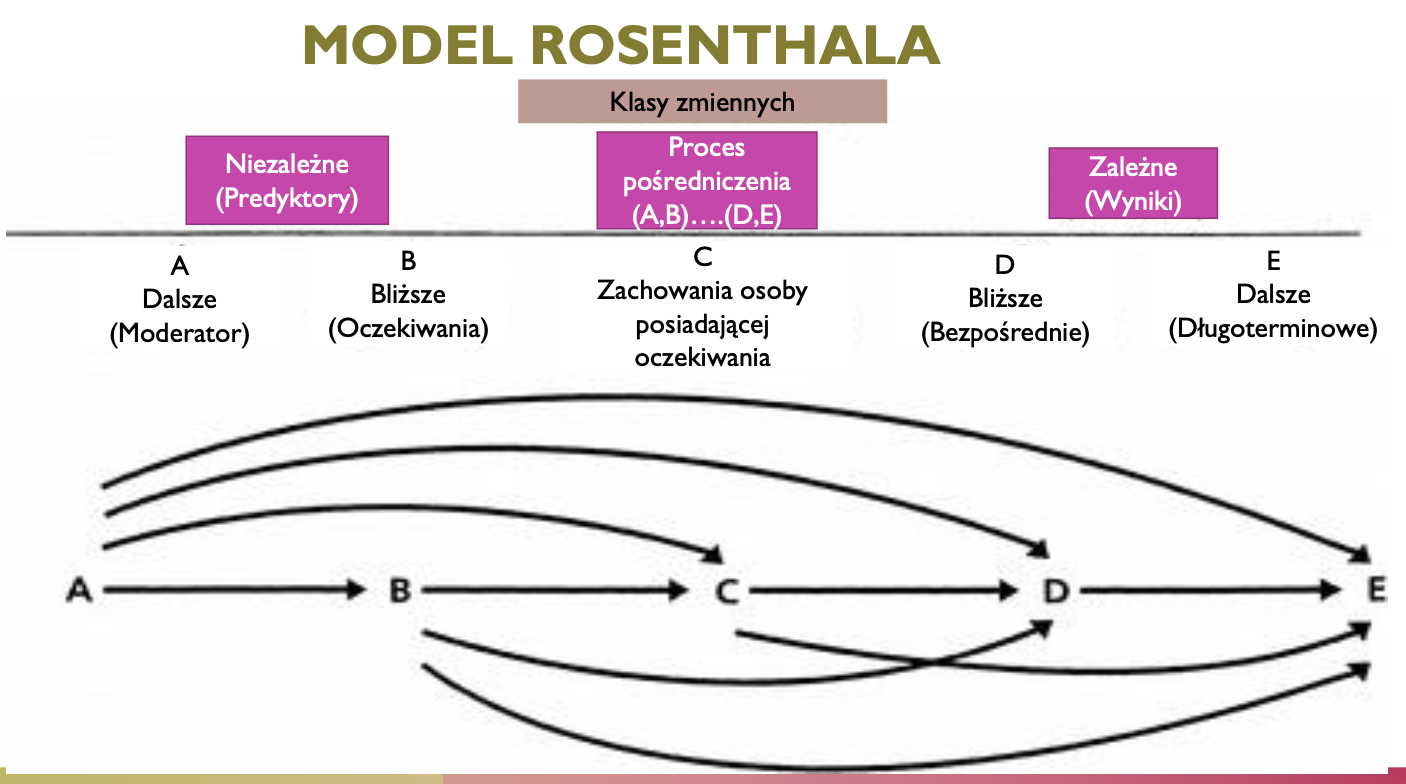 MODEL ROSENTHALA
Klasy zmiennych
Niezależne
(Predyktory)
Proces
pośredniczenia
(A,B)....(D,E)
Zależne
(Wyniki)
A
Dalsze
(Moderator)
B
Bliższe
(Oczekiwania)
C
Zachowania osoby
posiadającej
oczekiwania
D
Bliższe
(Bezpośrednie)
E
Dalsze
(Długoterminowe)
A B C D E